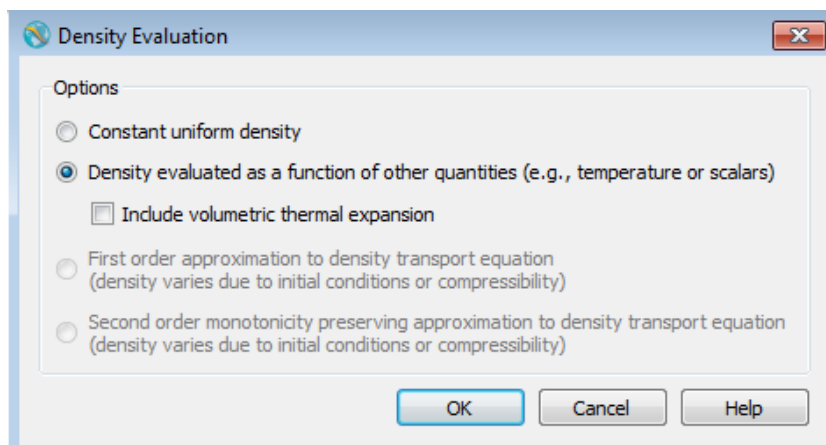 Density Evaluation
Options
Constant uniform density
Density evaluated as a function of other quantities (e.g., temperature or scalars)
Include volumetric thermal expansion
First order approximation to density transport equation
(density varies due to initial conditions or compressibility)
Second order monotonicity preserving approximation to density transport equation
(density varies due to initial conditions or compressibility)
OK Cancel Help